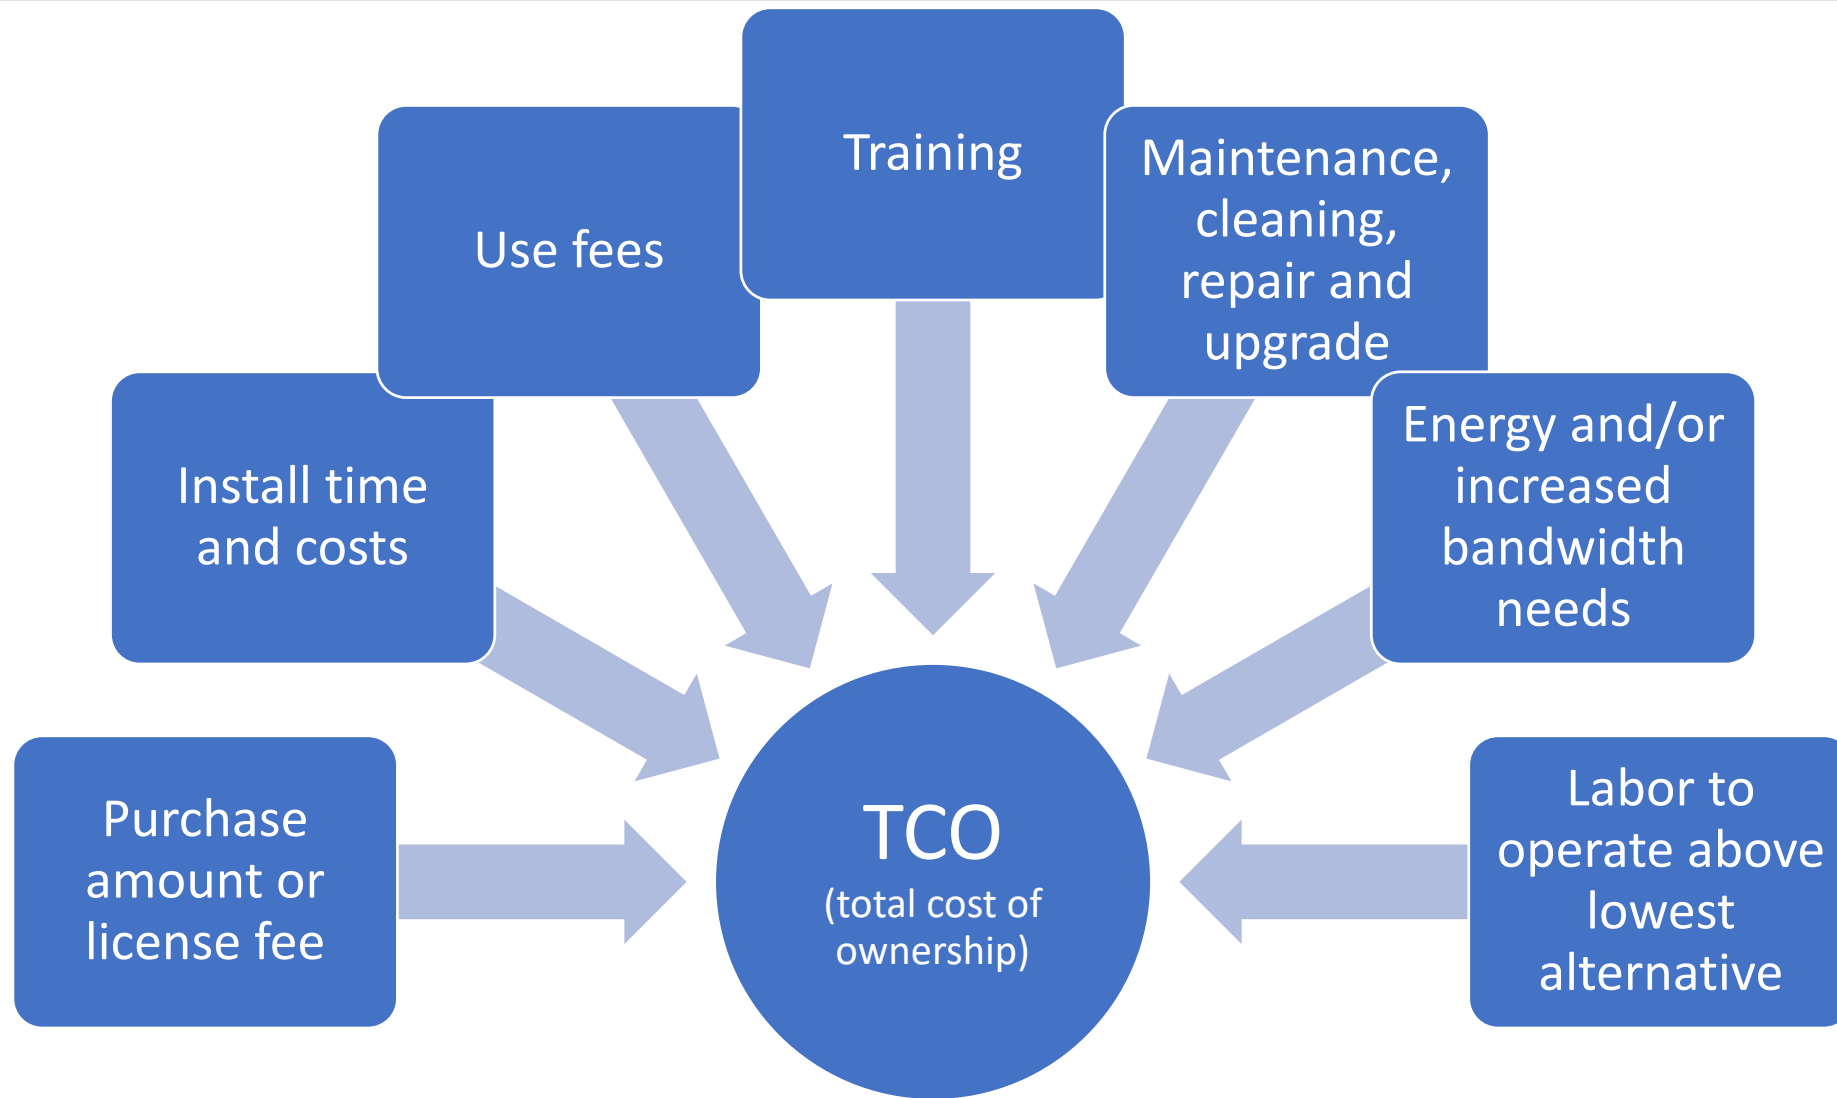 Training
Use fees
Maintenance,
cleaning,
repair and
upgrade
Install time
and costs
Energy and/or
increased
bandwidth
needs
Purchase
amount or
license fee
TCO
(total cost of
ownership)
Labor to
operate above
lowest
alternative